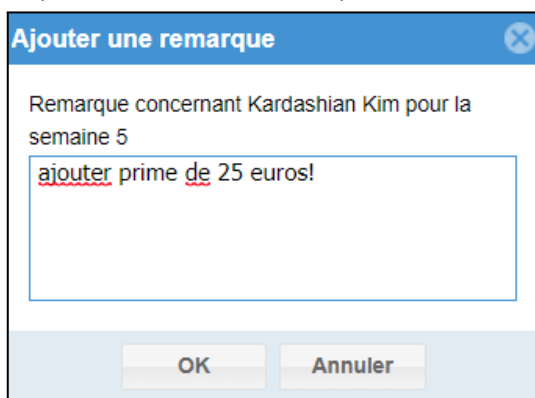 Ajouter une remarque
Remarque concernant Kardashian Kim pour la
semaine 5
ajouter prime de 25 euros!
OK Annuler